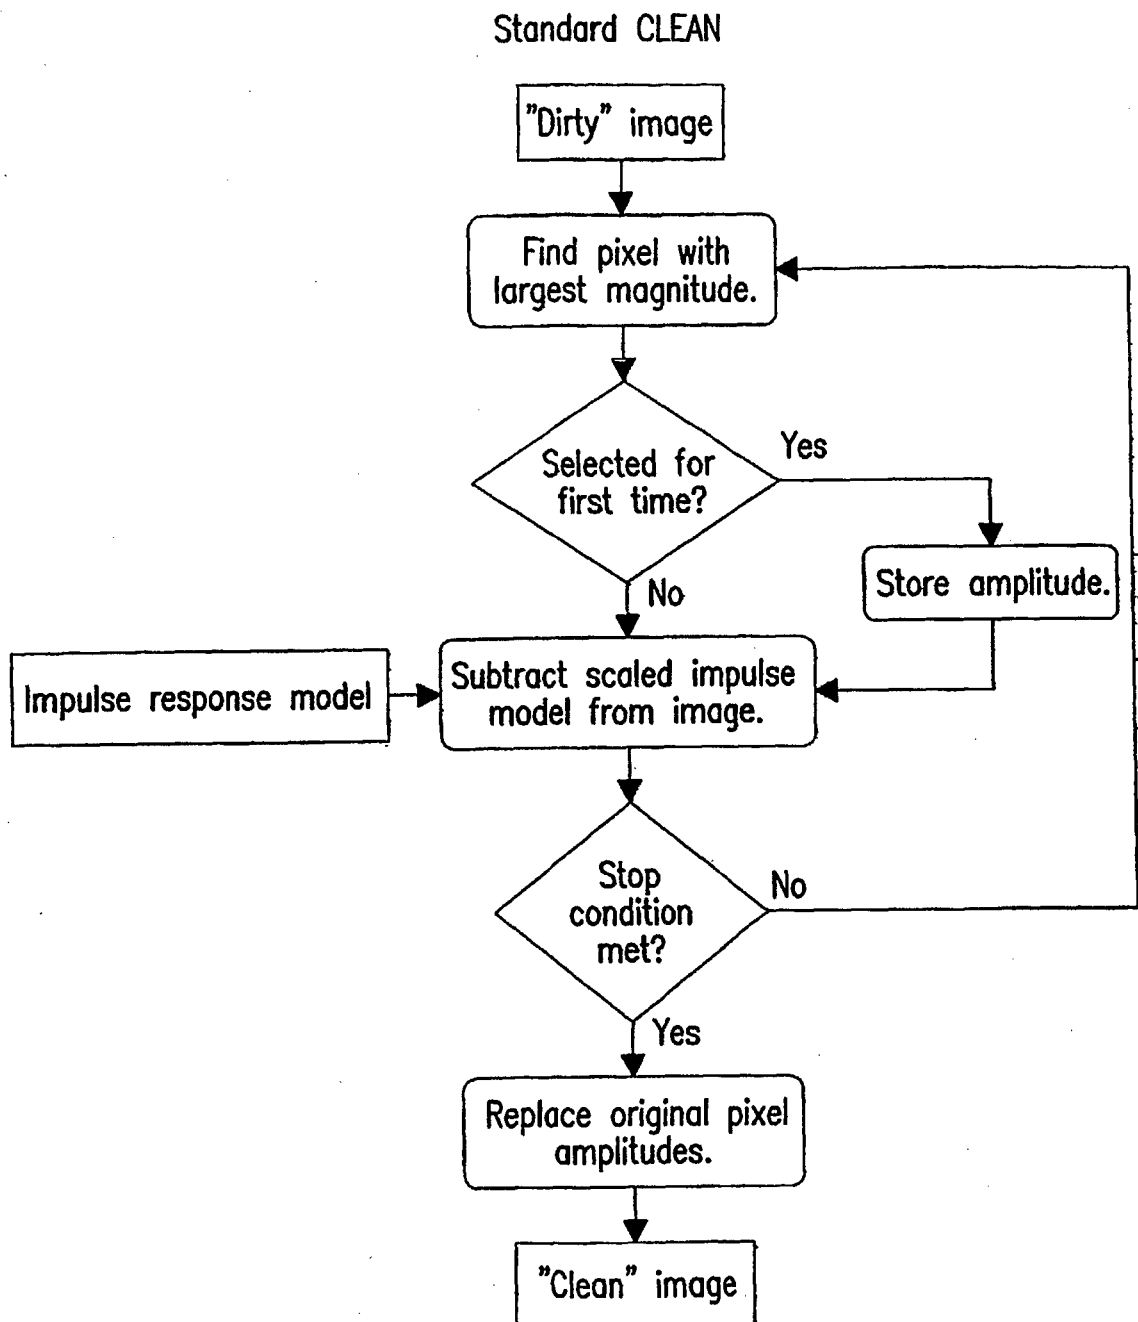 Standard CLEAN
"Dirty" image
Find pixel with
largest magnitude.
Selected for
first time?
Yes
Store amplitude.
No
Impulse response model
Subtract scaled impulse
model from image.
Stop
condition
met?
No
Yes
Replace original pixel
amplitudes.
"Clean" image